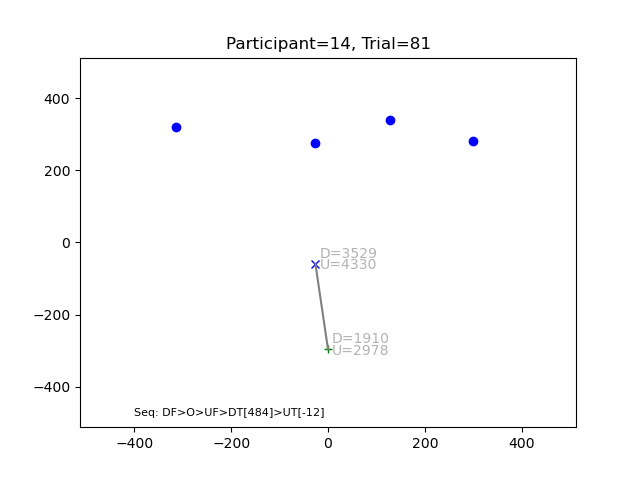 Participant=14, Trial=81
400
200
0
−200
−400
D=3529
U=4330
D=1910
U=2978
Seq: DF>O>UF>DT[484]>UT[-12]
−400
−200
0
200
400